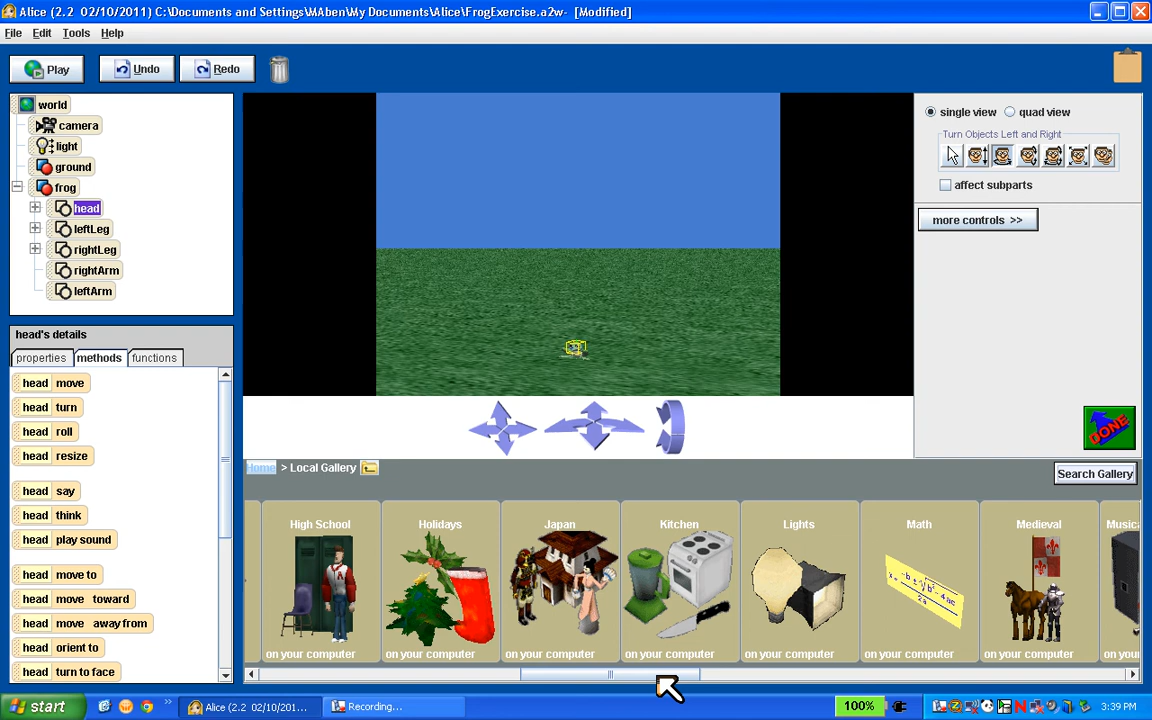 Alice (2.2 02/10/2011) C:\Documents and Settings\MAben\My Documents\Alice\FrogExercise.a2w- [Modified]
File Edit Tools Help
Play Undo Redo
world
camera
light
ground
frog
head
leftLeg
rightLeg
rightArm
leftArm
single view quad view
Turn Objects Left and Right
affect subparts
more controls >>
DONE
head's details
properties methods functions
head move
head turn
head roll
head resize
head say
head think
head play sound
head move to
head move toward
head move away from
head orient to
head turn to face
Home > Local Gallery
Search Gallery
High School Holidays Japan Kitchen Lights Math Medieval Music
on your computer on your computer on your computer on your computer on your computer on your computer on your computer on you
start Alice (2.2 02/10/201... Recording... 100% 3:39 PM